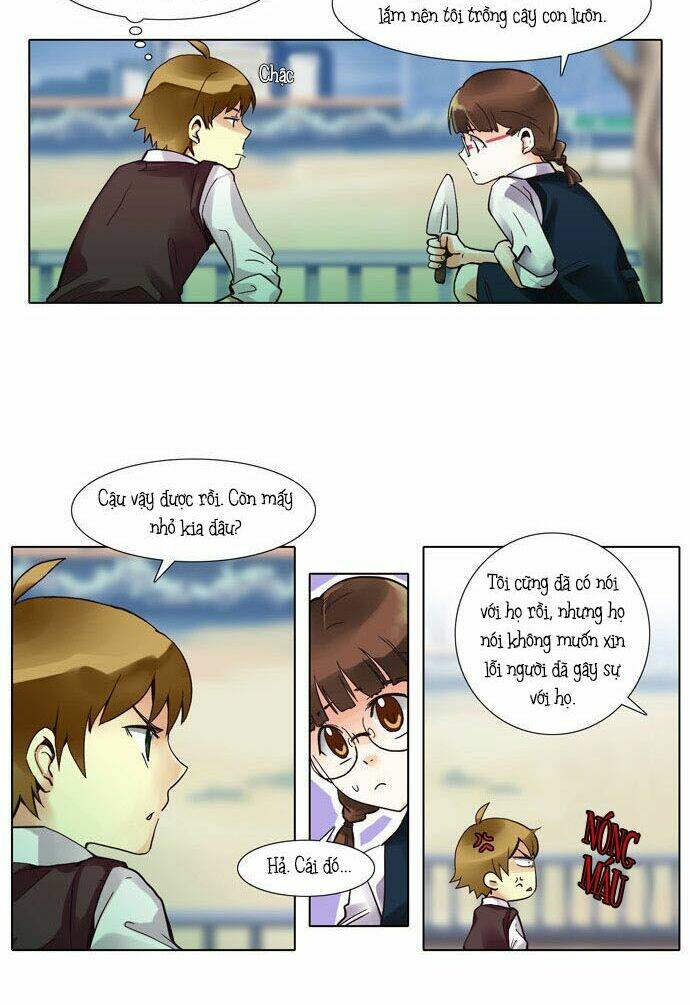 lắm nên tôi trồng cây con luôn.
Chậc
Cậu vậy được rồi. Còn mấy
nhỏ kia đâu?
Hả. Cái đó...
Tôi cũng đã có nói
với họ rồi, nhưng họ
nói không muốn xin
lỗi người đã gây sự
với họ.
NÓNG
MÁU